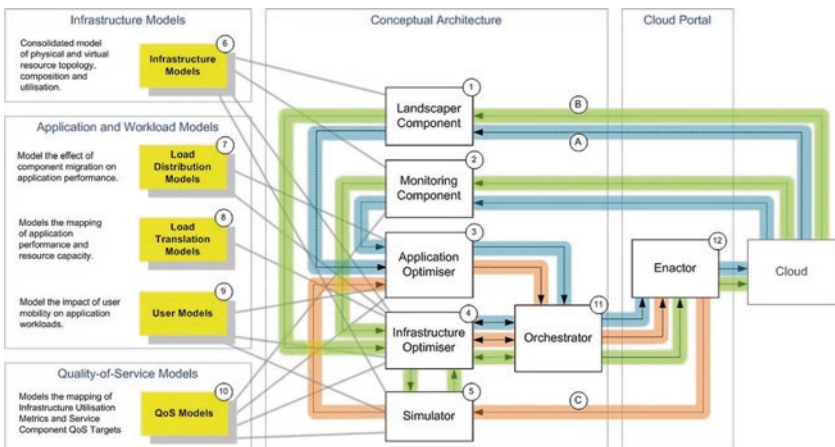 Infrastructure Models
Conceptual Architecture
Cloud Portal
Consolidated model
of physical and virtual
resource topology,
composition and
utilisation.
6
Infrastructure
Models
Application and Workload Models
Model the effect of
component migration on
application performance.
7
Load
Distribution
Models
Models the mapping
of application
performance and
resource capacity.
8
Load
Translation
Models
Model the impact of user
mobility on application
workloads.
9
User Models
Quality-of-Service Models
Models the mapping of
Infrastructure Utilisation
Metrics and Service
Component QoS Targets
10
QoS Models
1
Landscaper
Component
2
Monitoring
Component
3
Application
Optimiser
4
Infrastructure
Optimiser
5
Simulator
11
Orchestrator
B
A
C
12
Enactor
Cloud